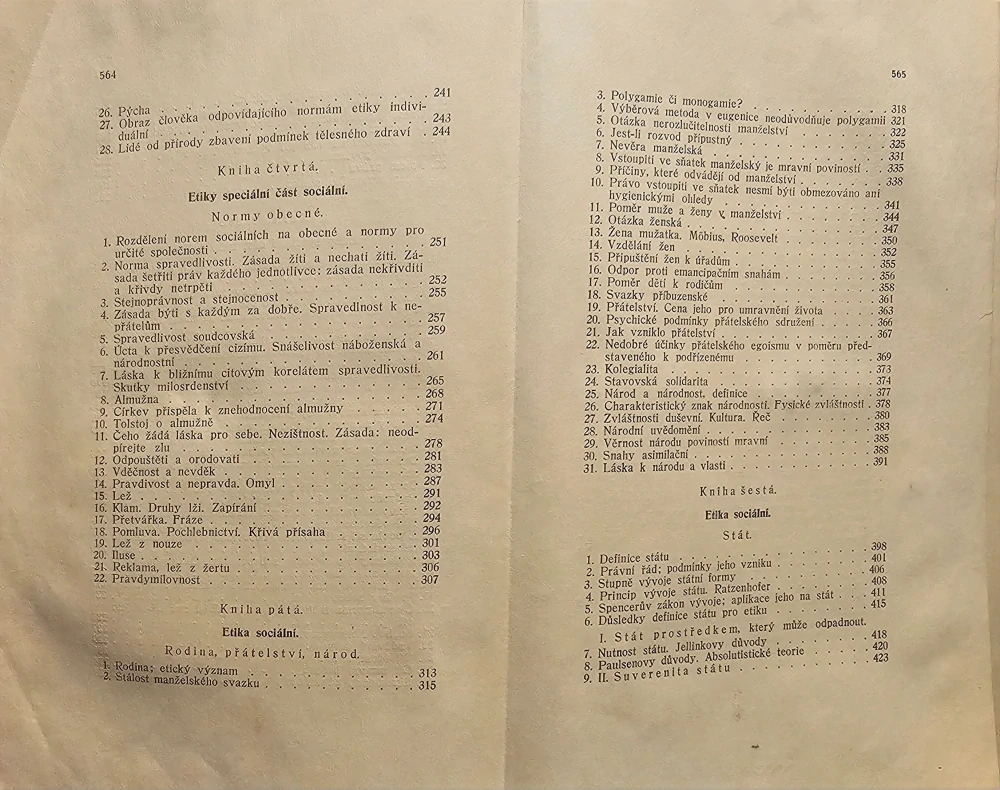 564
26. Pýcha . . . . . . . . . . . . . . . . . . 241
27. Obraz člověka odpovídajícího normám etiky indivi-
duální . . . . . . . . . . . . . . . . . . 243
28. Lidé od přírody zbavení podmínek tělesného zdraví . 244
Kniha čtvrtá.
Etiky speciální část sociální.
Normy obecné.
1. Rozdělení norem sociálních na obecné a normy pro
určité společnosti . . . . . . . . . . . . . 251
2. Norma spravedlivosti. Zásada žíti a nechati žíti. Zá-
sada šetřiti práv každého jednotlivce: zásada nekřivditi
a křivdy netrpěti . . . . . . . . . . . . . 252
3. Stejnoprávnost a stejnocenost . . . . . . . . . 255
4. Zásada býti s každým za dobře. Spravedlnost k ne-
přátelům . . . . . . . . . . . . . . . . . 257
5. Spravedlivost soudcovská . . . . . . . . . . . 259
6. Úcta k přesvědčení cizímu. Snášelivost náboženská a
národnostní . . . . . . . . . . . . . . . . 261
7. Láska k bližnímu citovým korelátem spravedlivosti.
Skutky milosrdenství . . . . . . . . . . . . 265
8. Almužna . . . . . . . . . . . . . . . . . 268
9. Církev přispěla k znehodnocení almužny . . . . . 271
10. Tolstoj o almužně . . . . . . . . . . . . . 274
11. Čeho žádá láska pro sebe. Nezištnost. Zásada: neod-
pírejte zlu . . . . . . . . . . . . . . . . 278
12. Odpouštěti a orodovati . . . . . . . . . . . 281
13. Vděčnost a nevděk . . . . . . . . . . . . . 283
14. Pravdivost a nepravda. Omyl . . . . . . . . . 287
15. Lež . . . . . . . . . . . . . . . . . . . 291
16. Klam. Druhy lži. Zapírání . . . . . . . . . . 292
17. Přetvářka. Fráze . . . . . . . . . . . . . . 294
18. Pomluva. Pochlebnictví. Křivá přísaha . . . . . . 296
19. Lež z nouze . . . . . . . . . . . . . . . . 301
20. Iluse . . . . . . . . . . . . . . . . . . . 303
21. Reklama, lež z žertu . . . . . . . . . . . . 306
22. Pravdymilovnost . . . . . . . . . . . . . . 307
Kniha pátá.
Etika sociální.
Rodina, přátelství, národ.
1. Rodina; etický význam . . . . . . . . . . . . 313
2. Stálost manželského svazku . . . . . . . . . . 315
565
3. Polygamie či monogamie? . . . . . . . . . . 318
4. Výběrová metoda v eugenice neodůvodňuje polygamii 321
5. Otázka nerozlučitelnosti manželství . . . . . . . 322
6. Jest-li rozvod přípustný . . . . . . . . . . . 325
7. Nevěra manželská . . . . . . . . . . . . . 331
8. Vstoupiti ve sňatek manželský je mravní poviností . . 335
9. Příčiny, které odvádějí od manželství . . . . . . . 338
10. Právo vstoupiti ve sňatek nesmí býti obmezováno ani
hygienickými ohledy . . . . . . . . . . . . 341
11. Poměr muže a ženy v manželství . . . . . . . . 344
12. Otázka ženská . . . . . . . . . . . . . . . 347
13. Žena mužatka. Möbius, Roosevelt . . . . . . . . 350
14. Vzdělání žen . . . . . . . . . . . . . . . 352
15. Připuštění žen k úřadům . . . . . . . . . . . 355
16. Odpor proti emancipačním snahám . . . . . . . 356
17. Poměr dětí k rodičům . . . . . . . . . . . . 358
18. Svazky příbuzenské . . . . . . . . . . . . . 361
19. Přátelství. Cena jeho pro umravnění života . . . . 363
20. Psychické podmínky přátelského sdružení . . . . . 366
21. Jak vzniklo přátelství . . . . . . . . . . . . 367
22. Nedobré účinky přátelského egoismu v poměru před-
staveného k podřízenému . . . . . . . . . . . 369
23. Kolegialita . . . . . . . . . . . . . . . . 373
24. Stavovská solidarita . . . . . . . . . . . . . 374
25. Národ a národnost, definice . . . . . . . . . . 377
26. Charakteristický znak národnosti. Fysické zvláštnosti . 378
27. Zvláštnosti duševní. Kultura. Řeč . . . . . . . . 380
28. Národní uvědomění . . . . . . . . . . . . . 383
29. Věrnost národu poviností mravní . . . . . . . . 385
30. Snahy asimilační . . . . . . . . . . . . . . 388
31. Láska k národu a vlasti . . . . . . . . . . . 391
Kniha šestá.
Etika sociální.
Stát.
1. Definice státu . . . . . . . . . . . . . . . 398
2. Právní řád; podmínky jeho vzniku . . . . . . . 401
3. Stupně vývoje státní formy . . . . . . . . . . 406
4. Princip vývoje státu. Ratzenhofer . . . . . . . . 408
5. Spencerův zákon vývoje; aplikace jeho na stát . . . 411
6. Důsledky definice státu pro etiku . . . . . . . . 415
I. Stát prostředkem, který může odpadnout.
7. Nutnost státu. Jellinkovy důvody . . . . . . . . 418
8. Paulsenovy důvody. Absolutistické teorie . . . . . 420
9. II. Suverenita státu . . . . . . . . . . . . . 423